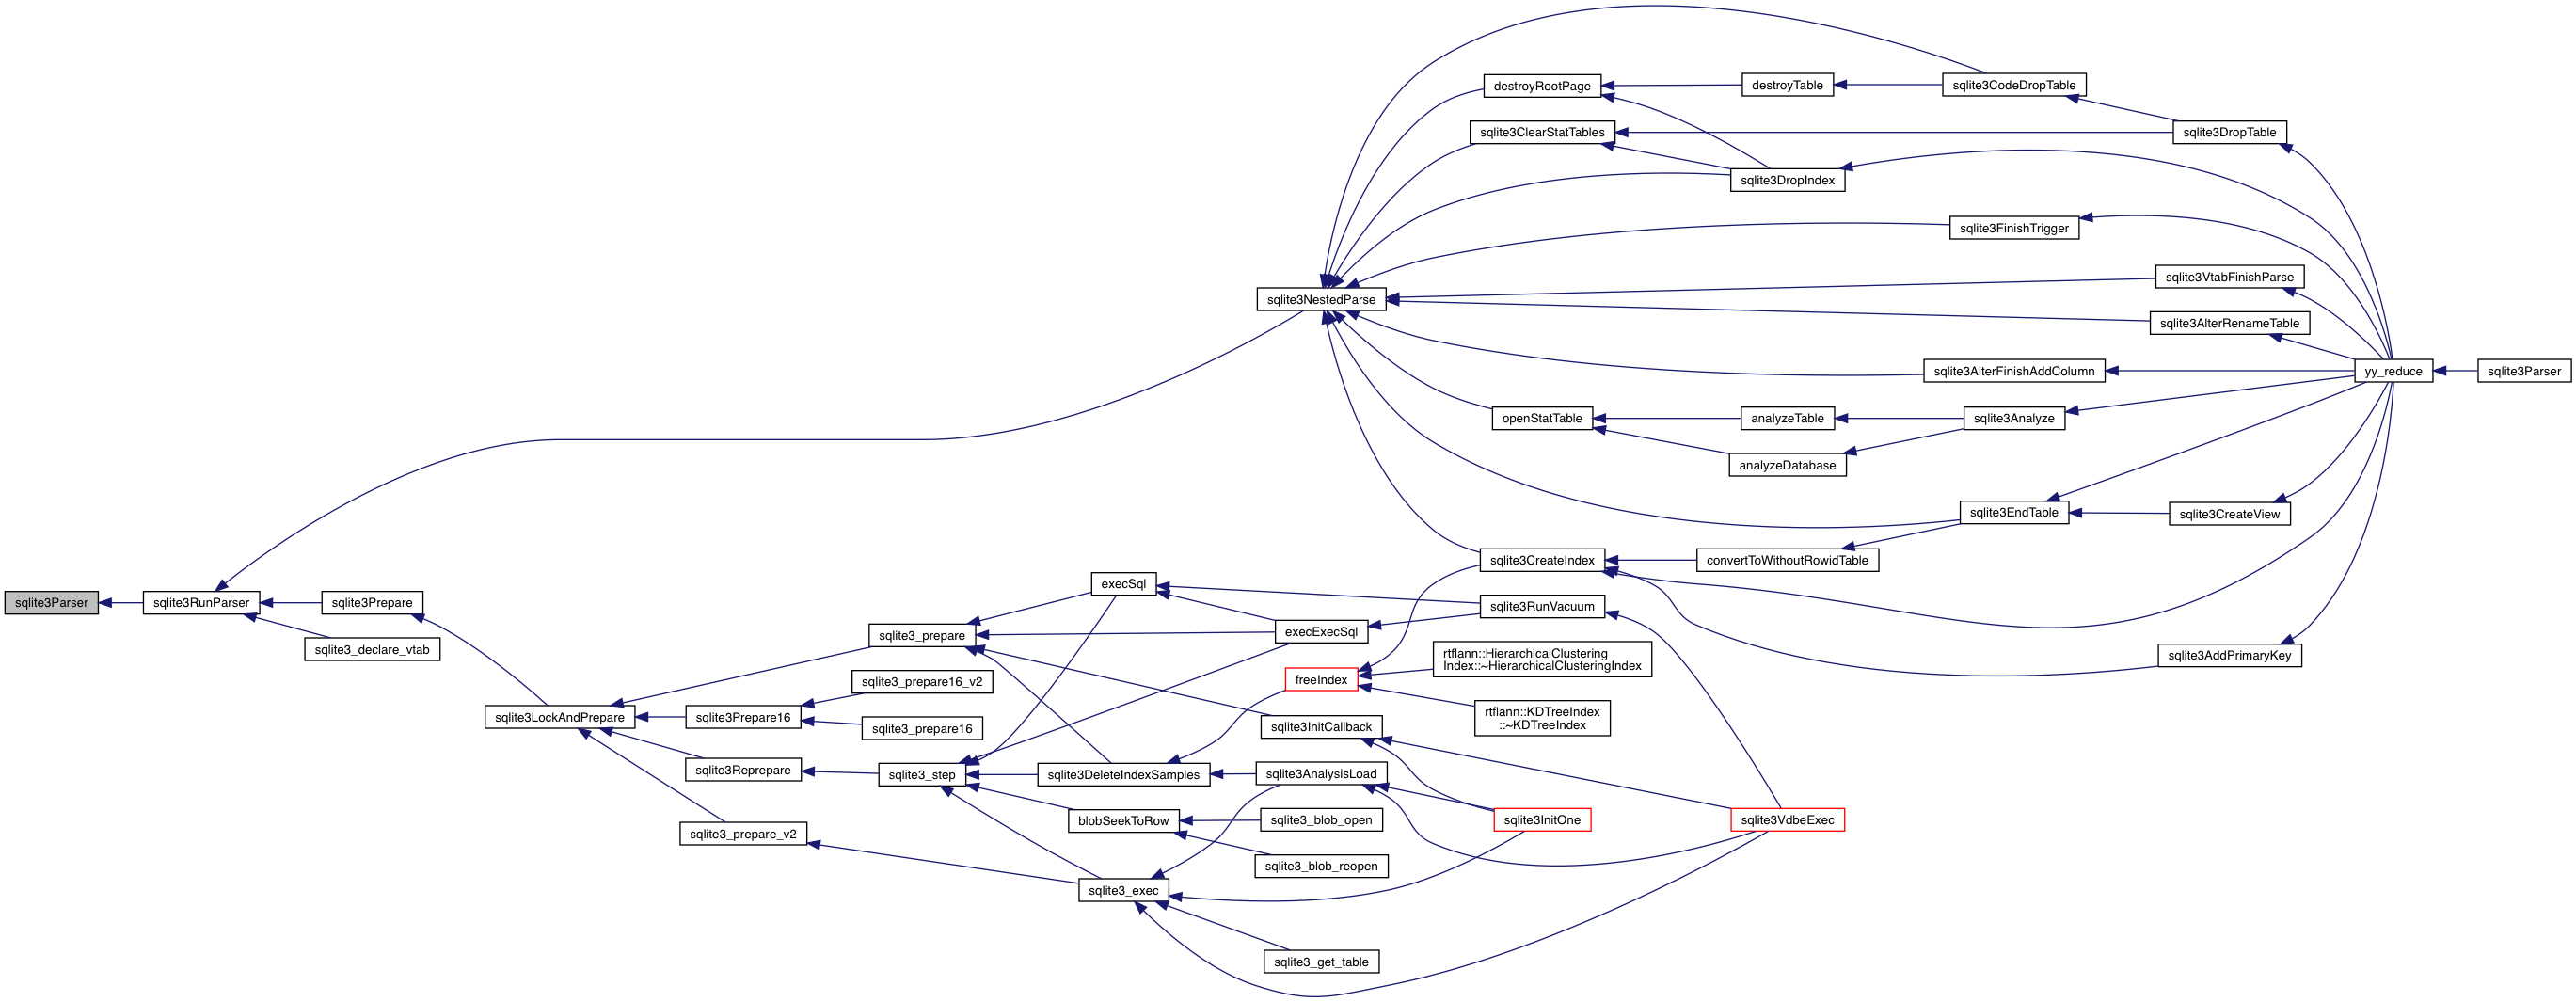 sqlite3Parser
sqlite3RunParser
sqlite3Prepare
sqlite3_declare_vtab
sqlite3LockAndPrepare
sqlite3_prepare
sqlite3Prepare16
sqlite3_prepare16_v2
sqlite3_prepare16
sqlite3Reprepare
sqlite3_prepare_v2
sqlite3_step
execSql
sqlite3DeleteIndexSamples
blobSeekToRow
sqlite3_exec
sqlite3NestedParse
execExecSql
freeIndex
sqlite3InitCallback
sqlite3AnalysisLoad
sqlite3_blob_open
sqlite3_blob_reopen
sqlite3_get_table
destroyRootPage
sqlite3ClearStatTables
openStatTable
sqlite3CreateIndex
sqlite3RunVacuum
rtflann::HierarchicalClustering
Index::~HierarchicalClusteringIndex
rtflann::KDTreeIndex
::~KDTreeIndex
sqlite3InitOne
destroyTable
sqlite3DropIndex
analyzeTable
analyzeDatabase
convertToWithoutRowidTable
sqlite3VdbeExec
sqlite3CodeDropTable
sqlite3FinishTrigger
sqlite3AlterFinishAddColumn
sqlite3Analyze
sqlite3EndTable
sqlite3DropTable
sqlite3VtabFinishParse
sqlite3AlterRenameTable
sqlite3CreateView
sqlite3AddPrimaryKey
yy_reduce
sqlite3Parser